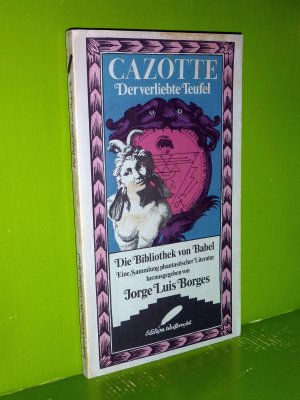 CAZOTTE
Der verliebte Teufel
Die Bibliothek von Babel
Eine Sammlung phantastischer Literatur
herausgegeben von
Jorge Luis Borges
Edition Weitbrecht